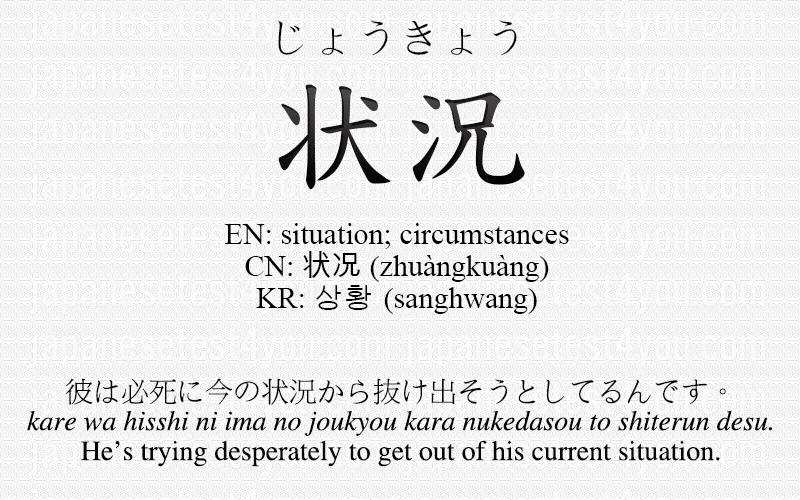 じょうきょう
状況
EN: situation; circumstances
CN: 状况 (zhuàngkuàng)
KR: 상황 (sanghwang)
彼は必死に今の状況から抜け出そうとしてるんです。
kare wa hisshi ni ima no joukyou kara nukedasou to shiterun desu.
He’s trying desperately to get out of his current situation.
japanesetest4you.com